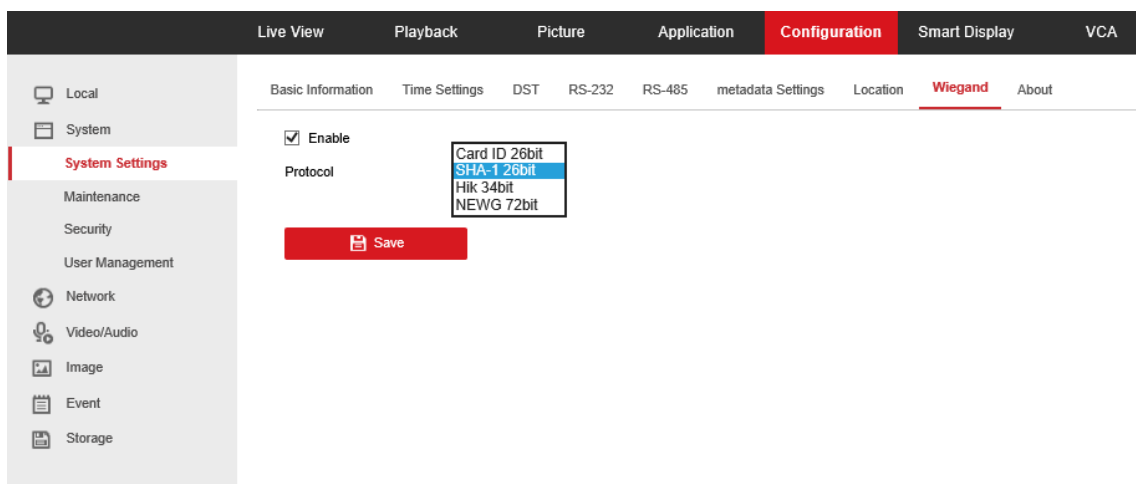 Live View Playback Picture Application Configuration Smart Display VCA
Local
System
System Settings
Maintenance
Security
User Management
Network
Video/Audio
Image
Event
Storage
Basic Information Time Settings DST RS-232 RS-485 metadata Settings Location Wiegand About
Enable
Protocol
Card ID 26bit
SHA-1 26bit
Hik 34bit
NEWG 72bit
Save